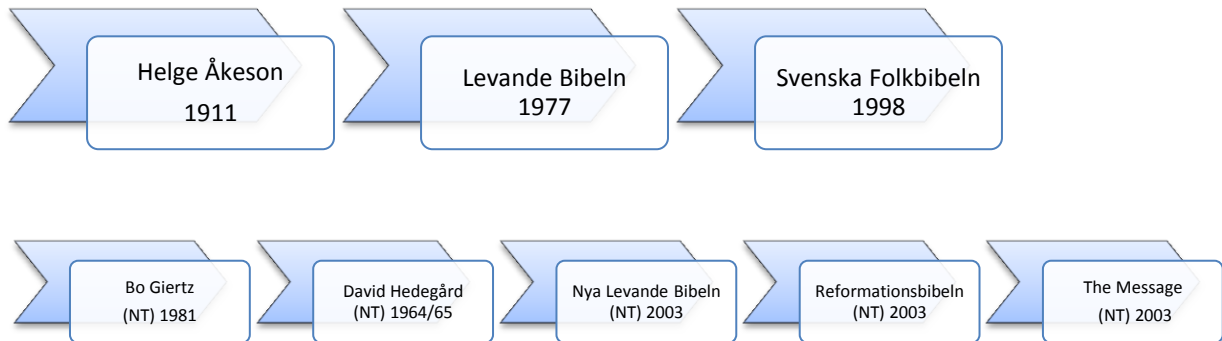 Helge Åkeson
1911
Levande Bibeln
1977
Svenska Folkbibeln
1998
Bo Giertz
(NT) 1981
David Hedegård
(NT) 1964/65
Nya Levande Bibeln
(NT) 2003
Reformationsbibeln
(NT) 2003
The Message
(NT) 2003